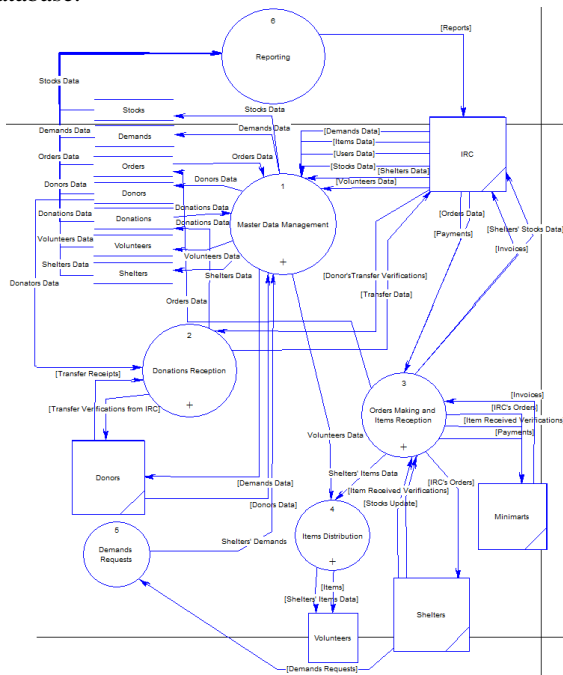 6
Reporting
[Reports]
Stocks Data
Stocks
Stocks Data
Demands Data
Demands
Demands Data
[Demands Data]
[Items Data]
[Users Data]
[Stocks Data]
[Shelters Data]
[Volunteers Data]
IRC
Orders Data
Orders
Orders Data
Donors Data
Donors
Donors Data
1
Master Data Management
+
Donations Data
Donations
Donations Data
Donations Data
[Orders Data]
[Payments]
[Shelters' Stocks Data]
[Invoices]
Volunteers Data
Volunteers
Volunteers Data
Shelters Data
Shelters
Shelters Data
Donators Data
Orders Data
[Donor'sTransfer Verifications]
[Transfer Data]
2
Donations Reception
+
[Transfer Receipts]
[Transfer Verifications from IRC]
3
Orders Making and
Items Reception
+
[Invoices]
[IRC's Orders]
[Item Received Verifications]
[Payments]
Volunteers Data
Shelters' Items Data
[Item Received Verifications]
[Stocks Update]
[IRC's Orders]
Donors
[Demands Data]
[Donors Data]
Minimarts
5
Demands
Requests
Shelters' Demands
4
Items Distribution
[Items]
[Shelters' Items Data]
Volunteers
Shelters
[Demands Requests]